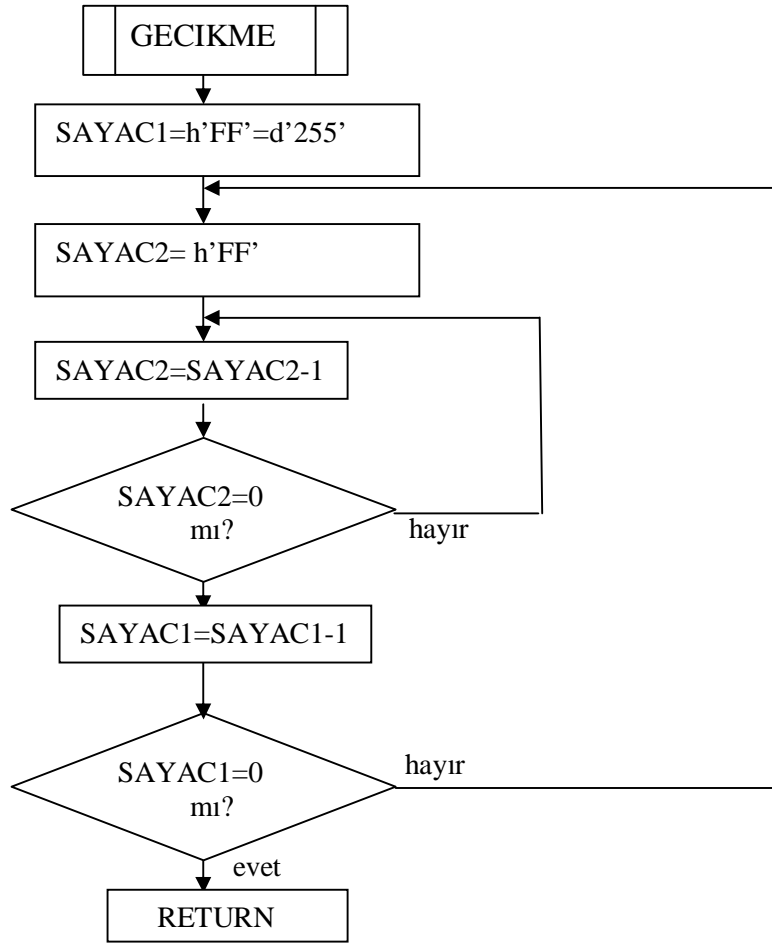 GECIKME
SAYAC1=h’FF’=d’255’
SAYAC2= h’FF’
SAYAC2=SAYAC2-1
SAYAC2=0
mı?
hayır
SAYAC1=SAYAC1-1
SAYAC1=0
mı?
hayır
evet
RETURN